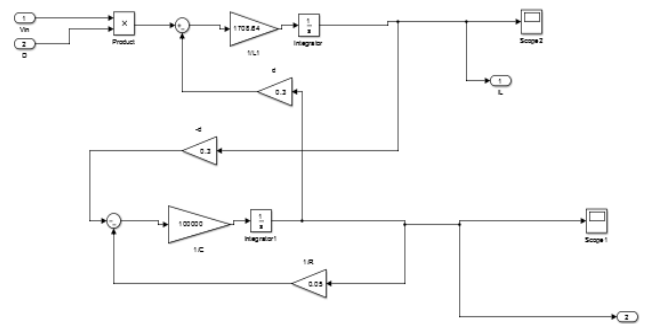 1
Vin
2
D
×
Product
1708.64
1/L1
1
s
Integrator
Scope2
1
IL
d
0.3
-d
0.3
100000
1/C
1
s
Integrator1
Scope1
1/R
0.05
2